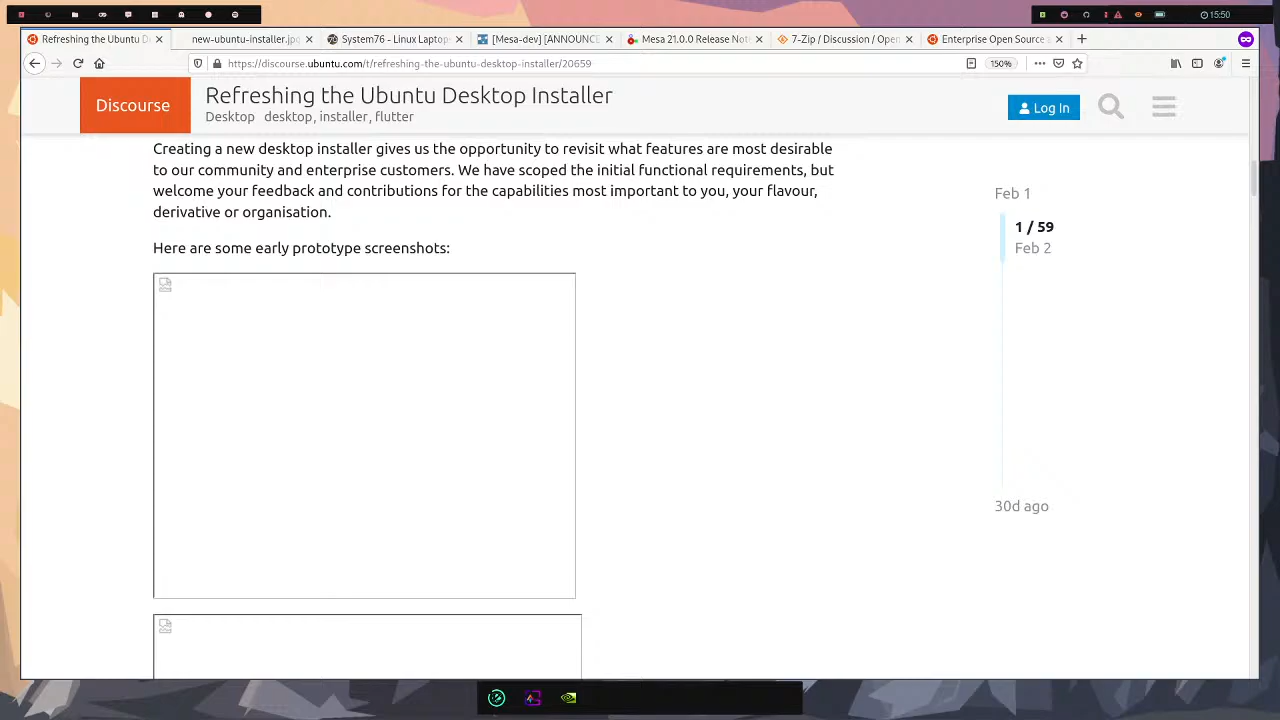 15:50
Refreshing the Ubuntu D
new-ubuntu-installer.jpg
System76 - Linux Laptop
[Mesa-dev] [ANNOUNCE
Mesa 21.0.0 Release Not
7-Zip / Discussion / Open
Enterprise Open Source
https://discourse.ubuntu.com/t/refreshing-the-ubuntu-desktop-installer/20659
150%
Discourse
Refreshing the Ubuntu Desktop Installer
Desktop desktop, installer, flutter
Log In
Creating a new desktop installer gives us the opportunity to revisit what features are most desirable
to our community and enterprise customers. We have scoped the initial functional requirements, but
welcome your feedback and contributions for the capabilities most important to you, your flavour,
derivative or organisation.
Here are some early prototype screenshots:
Feb 1
1 / 59
Feb 2
30d ago